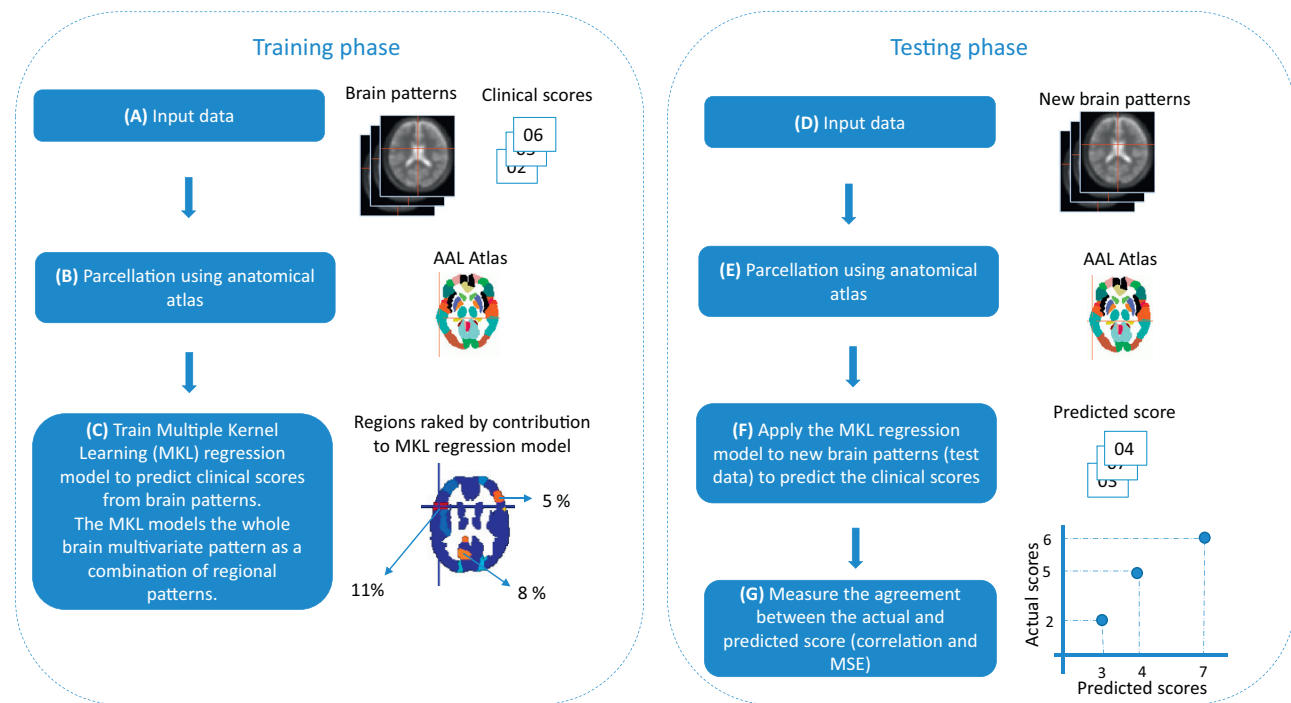 Training phase
(A) Input data
Brain patterns
Clinical scores
06
02
(B) Parcellation using anatomical
atlas
AAL Atlas
(C) Train Multiple Kernel
Learning (MKL) regression
model to predict clinical scores
from brain patterns.
The MKL models the whole
brain multivariate pattern as a
combination of regional
patterns.
Regions raked by contribution
to MKL regression model
5 %
11%
8 %
Testing phase
(D) Input data
New brain patterns
(E) Parcellation using anatomical
atlas
AAL Atlas
(F) Apply the MKL regression
model to new brain patterns (test
data) to predict the clinical scores
Predicted score
04
03
(G) Measure the agreement
between the actual and
predicted score (correlation and
MSE)
Actual scores
6
5
2
3 4 7
Predicted scores